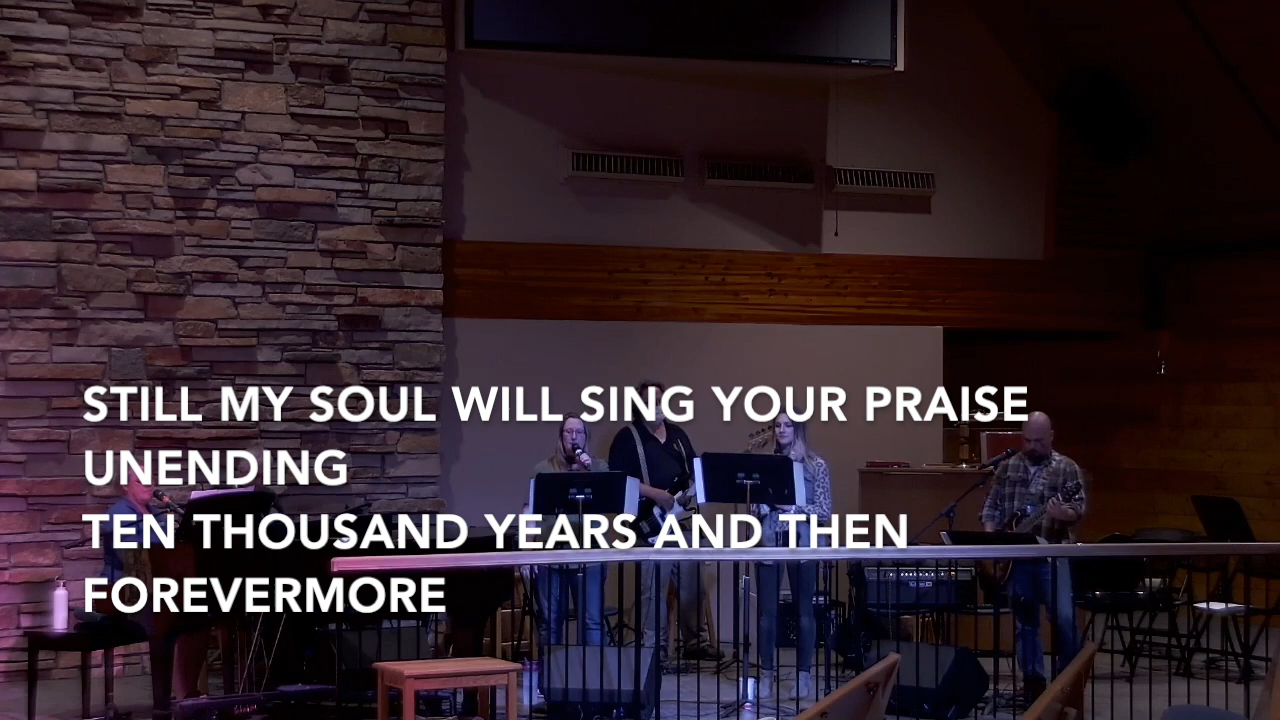 STILL MY SOUL WILL SING YOUR PRAISE
UNENDING
TEN THOUSAND YEARS AND THEN
FOREVERMORE